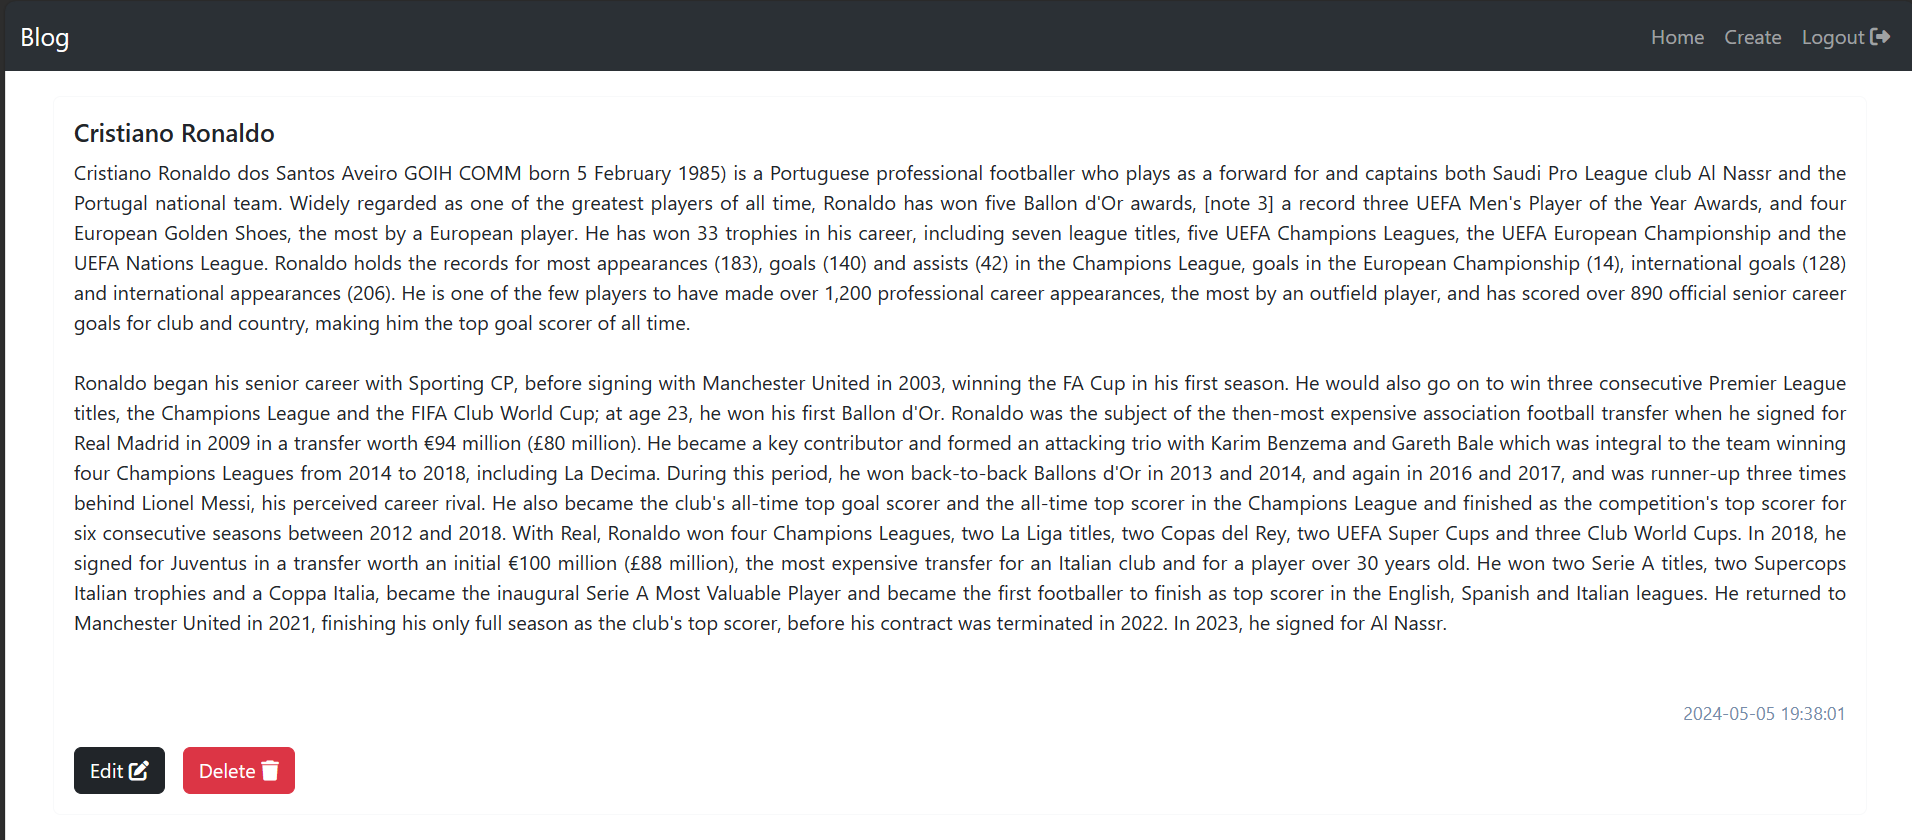 Blog
Home Create Logout
Cristiano Ronaldo
Cristiano Ronaldo dos Santos Aveiro GOIH COMM born 5 February 1985) is a Portuguese professional footballer who plays as a forward for and captains both Saudi Pro League club Al Nassr and the
Portugal national team. Widely regarded as one of the greatest players of all time, Ronaldo has won five Ballon d'Or awards, [note 3] a record three UEFA Men's Player of the Year Awards, and four
European Golden Shoes, the most by a European player. He has won 33 trophies in his career, including seven league titles, five UEFA Champions Leagues, the UEFA European Championship and the
UEFA Nations League. Ronaldo holds the records for most appearances (183), goals (140) and assists (42) in the Champions League, goals in the European Championship (14), international goals (128)
and international appearances (206). He is one of the few players to have made over 1,200 professional career appearances, the most by an outfield player, and has scored over 890 official senior career
goals for club and country, making him the top goal scorer of all time.
Ronaldo began his senior career with Sporting CP, before signing with Manchester United in 2003, winning the FA Cup in his first season. He would also go on to win three consecutive Premier League
titles, the Champions League and the FIFA Club World Cup; at age 23, he won his first Ballon d'Or. Ronaldo was the subject of the then-most expensive association football transfer when he signed for
Real Madrid in 2009 in a transfer worth €94 million (£80 million). He became a key contributor and formed an attacking trio with Karim Benzema and Gareth Bale which was integral to the team winning
four Champions Leagues from 2014 to 2018, including La Decima. During this period, he won back-to-back Ballons d'Or in 2013 and 2014, and again in 2016 and 2017, and was runner-up three times
behind Lionel Messi, his perceived career rival. He also became the club's all-time top goal scorer and the all-time top scorer in the Champions League and finished as the competition's top scorer for
six consecutive seasons between 2012 and 2018. With Real, Ronaldo won four Champions Leagues, two La Liga titles, two Copas del Rey, two UEFA Super Cups and three Club World Cups. In 2018, he
signed for Juventus in a transfer worth an initial €100 million (£88 million), the most expensive transfer for an Italian club and for a player over 30 years old. He won two Serie A titles, two Supercops
Italian trophies and a Coppa Italia, became the inaugural Serie A Most Valuable Player and became the first footballer to finish as top scorer in the English, Spanish and Italian leagues. He returned to
Manchester United in 2021, finishing his only full season as the club's top scorer, before his contract was terminated in 2022. In 2023, he signed for Al Nassr.
2024-05-05 19:38:01
Edit Delete